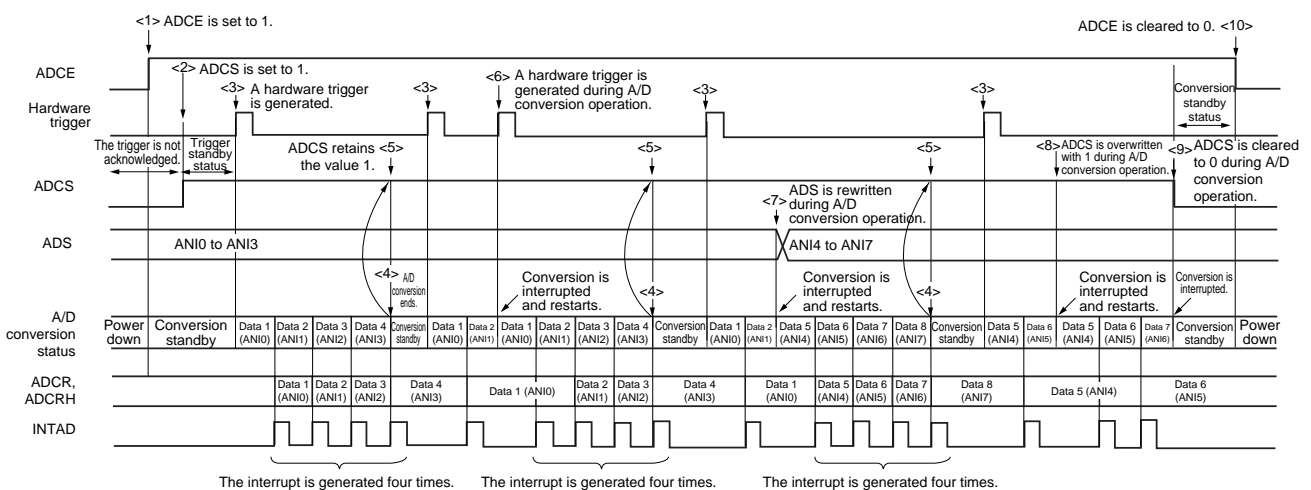 <1> ADCE is set to 1.
ADCE is cleared to 0. <10>
ADCE
<2> ADCS is set to 1.
<3> A hardware trigger
is generated.
<3>
<6> A hardware trigger is
generated during A/D
conversion operation.
<3>
<3>
Conversion
standby
status
Hardware
trigger
The trigger is not
acknowledged.
Trigger
standby
status
ADCS retains <5>
the value 1.
<5>
<5>
<8> ADCS is overwritten
with 1 during A/D
conversion operation.
<9> ADCS is cleared
to 0 during A/D
conversion
operation.
ADCS
<7> ADS is rewritten
during A/D
conversion operation.
ADS
ANI0 to ANI3
ANI4 to ANI7
<4> A/D
conversion
ends.
Conversion is
interrupted
and restarts.
<4>
Conversion is
interrupted
and restarts.
<4>
Conversion is
interrupted
and restarts.
Conversion is
interrupted.
A/D
conversion
status
Power Conversion Data 1 Data 2 Data 3 Data 4 Conversion Data 1 Data 2 Data 1 Data 2 Data 3 Data 4 Conversion Data 1 Data 2 Data 5 Data 6 Data 7 Data 8 Conversion Data 5 Data 6 Data 5 Data 6 Data 7 Conversion Power
down standby (ANI0) (ANI1) (ANI2) (ANI3) standby (ANI0) (ANI1) (ANI0) (ANI1) (ANI2) (ANI3) standby (ANI0) (ANI1) (ANI4) (ANI5) (ANI6) (ANI7) standby (ANI4) (ANI5) (ANI4) (ANI5) (ANI6) standby down
ADCR,
ADCRH
Data 1 Data 2 Data 3 Data 4 Data 1 (ANI0) Data 2 Data 3 Data 4 Data 1 Data 5 Data 6 Data 7 Data 8 Data 5 (ANI4) Data 6
(ANI0) (ANI1) (ANI2) (ANI3) (ANI1) (ANI2) (ANI3) (ANI0) (ANI4) (ANI5) (ANI6) (ANI7) (ANI5)
INTAD
The interrupt is generated four times.
The interrupt is generated four times.
The interrupt is generated four times.